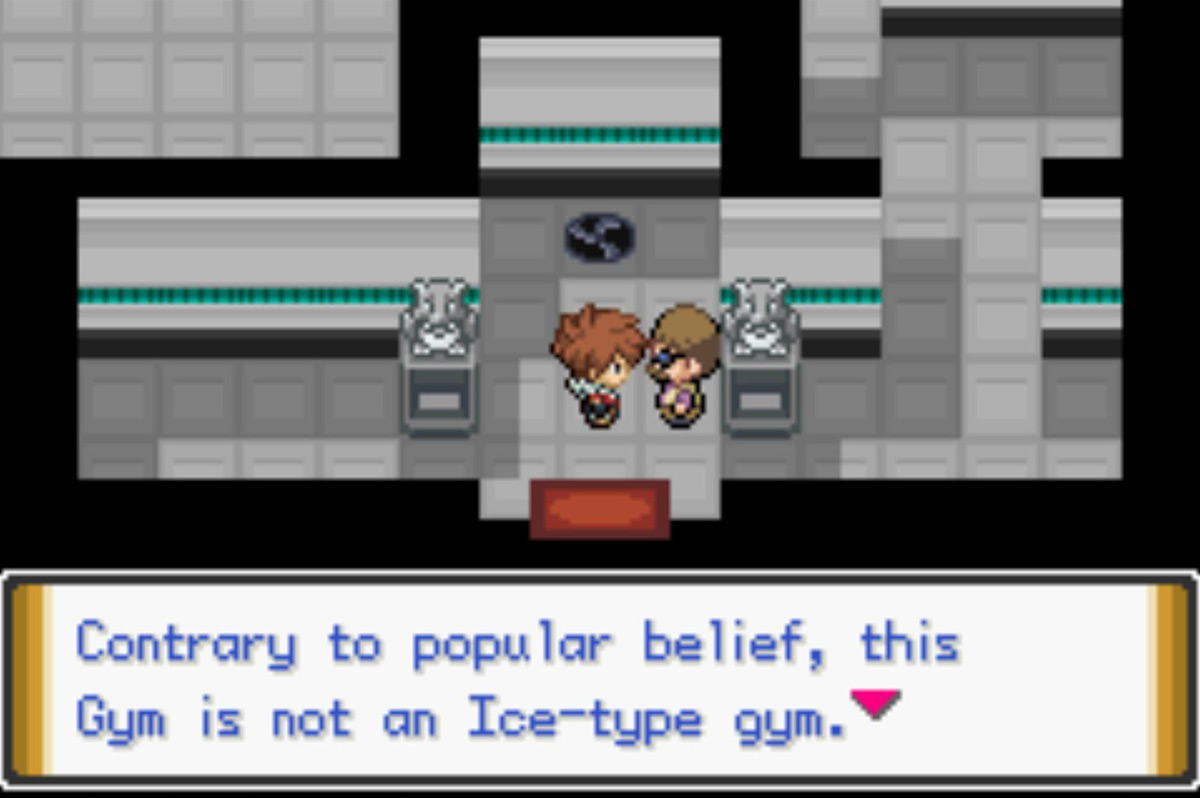 Contrary to popular belief, this
Gym is not an Ice-type gym.